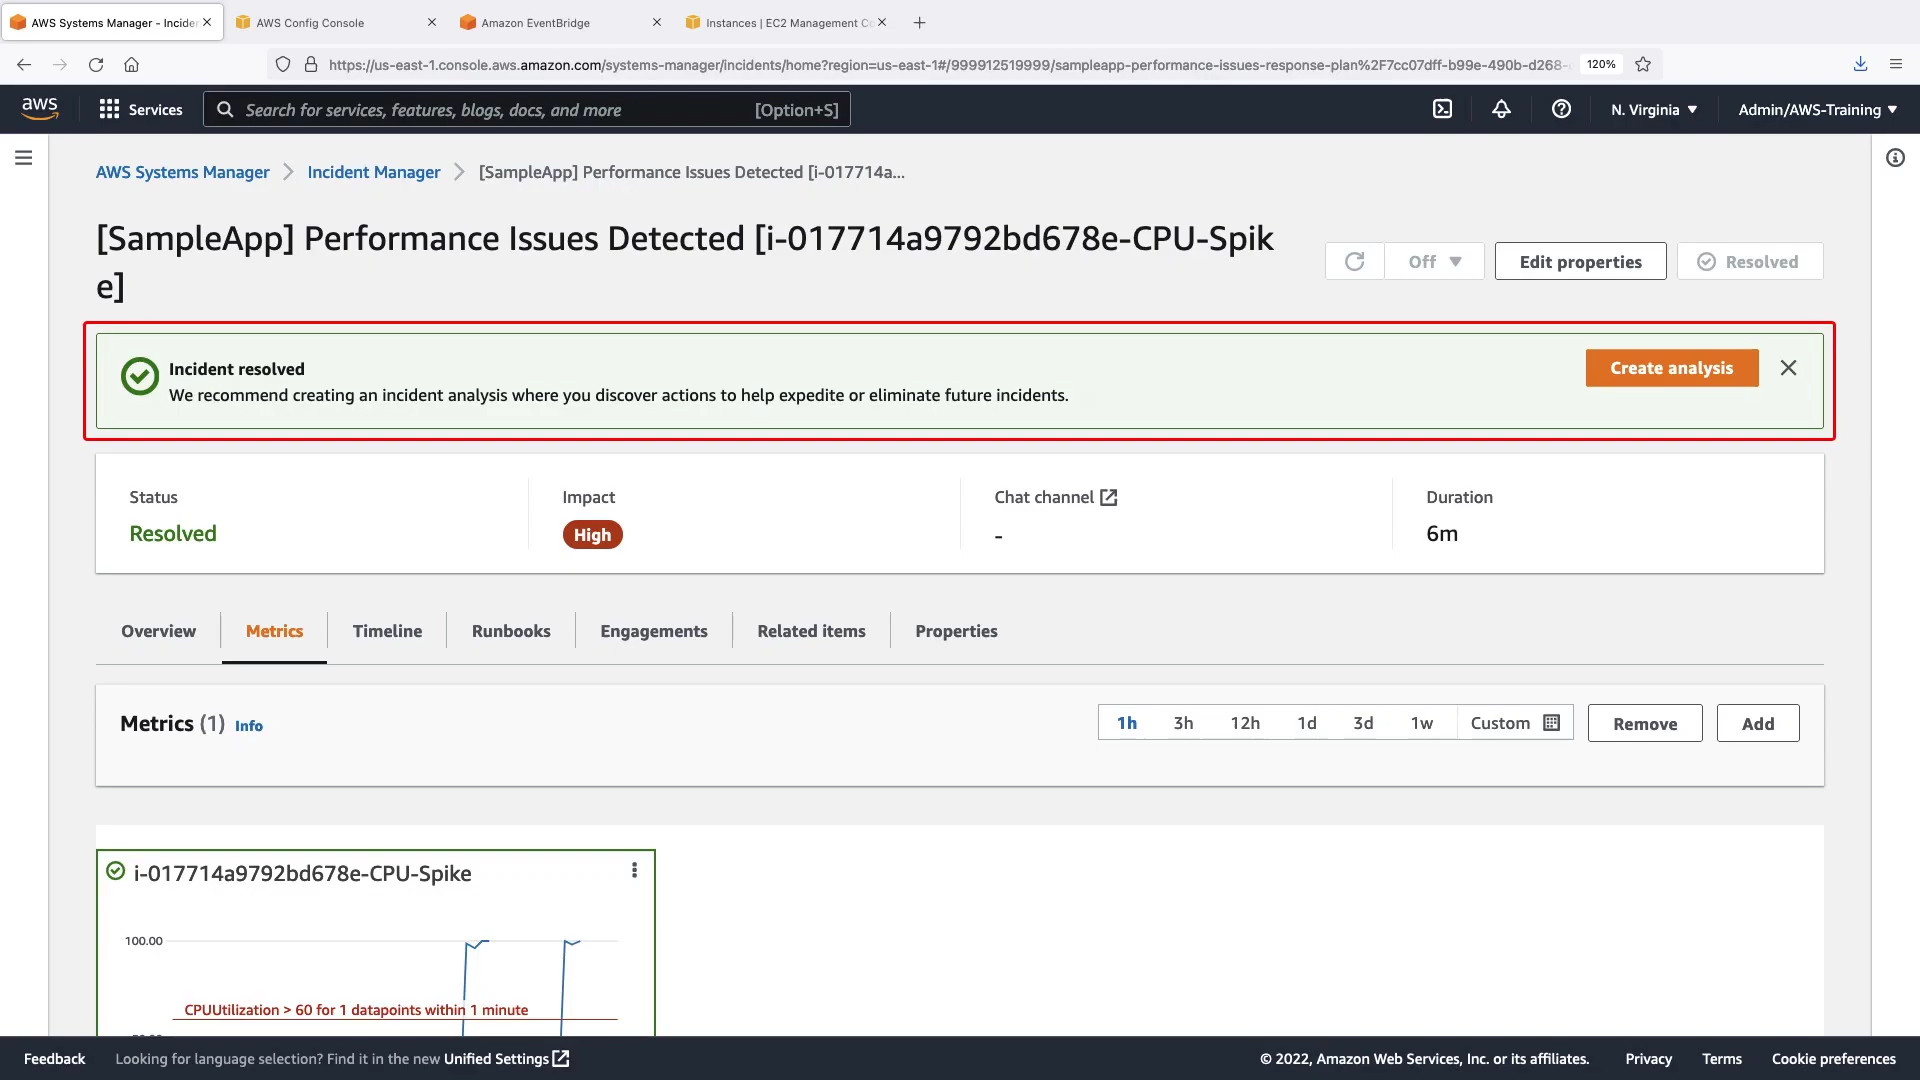 AWS Systems Manager - Incider
AWS Config Console
Amazon EventBridge
Instances | EC2 Management Co
https://us-east-1.console.aws.amazon.com/systems-manager/incidents/home?region=us-east-1#/999912519999/sampleapp-performance-issues-response-plan%2F7cc07dff-b99e-490b-d268-
120%
aws
Services
Search for services, features, blogs, docs, and more
[Option+S]
N. Virginia
Admin/AWS-Training
AWS Systems Manager
Incident Manager
[SampleApp] Performance Issues Detected [i-017714a...
[SampleApp] Performance Issues Detected [i-017714a9792bd678e-CPU-Spik
e]
Off
Edit properties
Resolved
Incident resolved
We recommend creating an incident analysis where you discover actions to help expedite or eliminate future incidents.
Create analysis
Status
Resolved
Impact
High
Chat channel
-
Duration
6m
Overview
Metrics
Timeline
Runbooks
Engagements
Related items
Properties
Metrics (1) Info
1h
3h
12h
1d
3d
1w
Custom
Remove
Add
i-017714a9792bd678e-CPU-Spike
100.00
CPUUtilization > 60 for 1 datapoints within 1 minute
Feedback
Looking for language selection? Find it in the new Unified Settings
© 2022, Amazon Web Services, Inc. or its affiliates.
Privacy
Terms
Cookie preferences